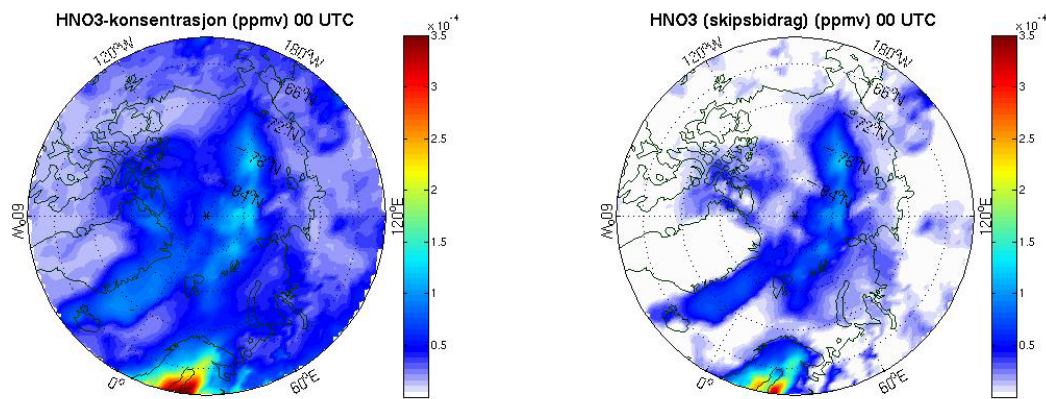 HNO3-konsentrasjon (ppmv) 00 UTC
×10⁻⁴
3.5
3
2.5
2
1.5
1
0.5
120°W
180°W
66°N
72°N
78°N
84°N
60°W
120°E
0°
60°E
HNO3 (skipsbidrag) (ppmv) 00 UTC
×10⁻⁴
3.5
3
2.5
2
1.5
1
0.5
120°W
180°W
66°N
72°N
78°N
84°N
60°W
120°E
0°
60°E